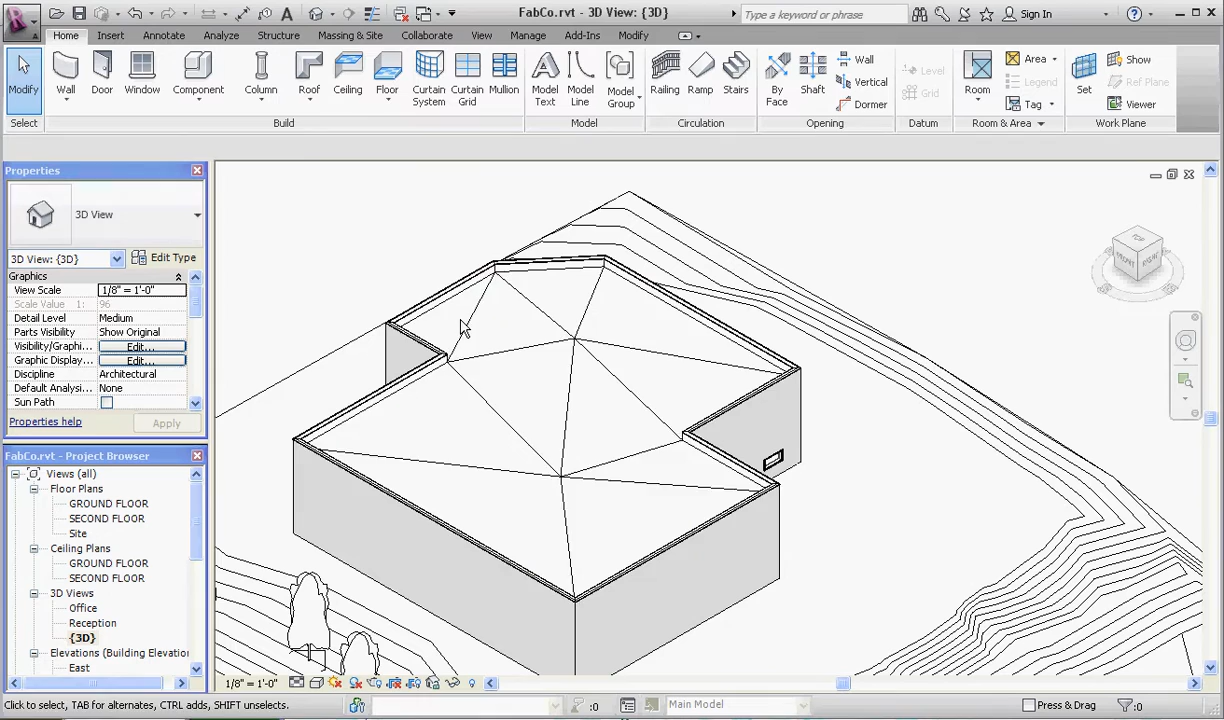 FabCo.rvt - 3D View: {3D}
Type a keyword or phrase
Sign In
Home Insert Annotate Analyze Structure Massing & Site Collaborate View Manage Add-Ins Modify
Modify
Wall
Door
Window
Component
Column
Roof
Ceiling
Floor
Curtain System
Curtain Grid
Mullion
Model Text
Model Line
Model Group
Railing
Ramp
Stairs
By Face
Shaft
Wall
Vertical
Dormer
Level
Grid
Room
Area
Legend
Tag
Set
Show
Ref Plane
Viewer
Select
Build
Model
Circulation
Opening
Datum
Room & Area
Work Plane
Properties
3D View
3D View: {3D}
Edit Type
Graphics
View Scale 1/8" = 1'-0"
Scale Value 1: 96
Detail Level Medium
Parts Visibility Show Original
Visibility/Graphi... Edit...
Graphic Display... Edit...
Discipline Architectural
Default Analysi... None
Sun Path
Properties help
Apply
FabCo.rvt - Project Browser
Views (all)
Floor Plans
GROUND FLOOR
SECOND FLOOR
Site
Ceiling Plans
GROUND FLOOR
SECOND FLOOR
3D Views
Office
Reception
{3D}
Elevations (Building Elevation
East
TOP
FRONT
RIGHT
1/8" = 1'-0"
Click to select, TAB for alternates, CTRL adds, SHIFT unselects.
:0
Main Model
Press & Drag
:0